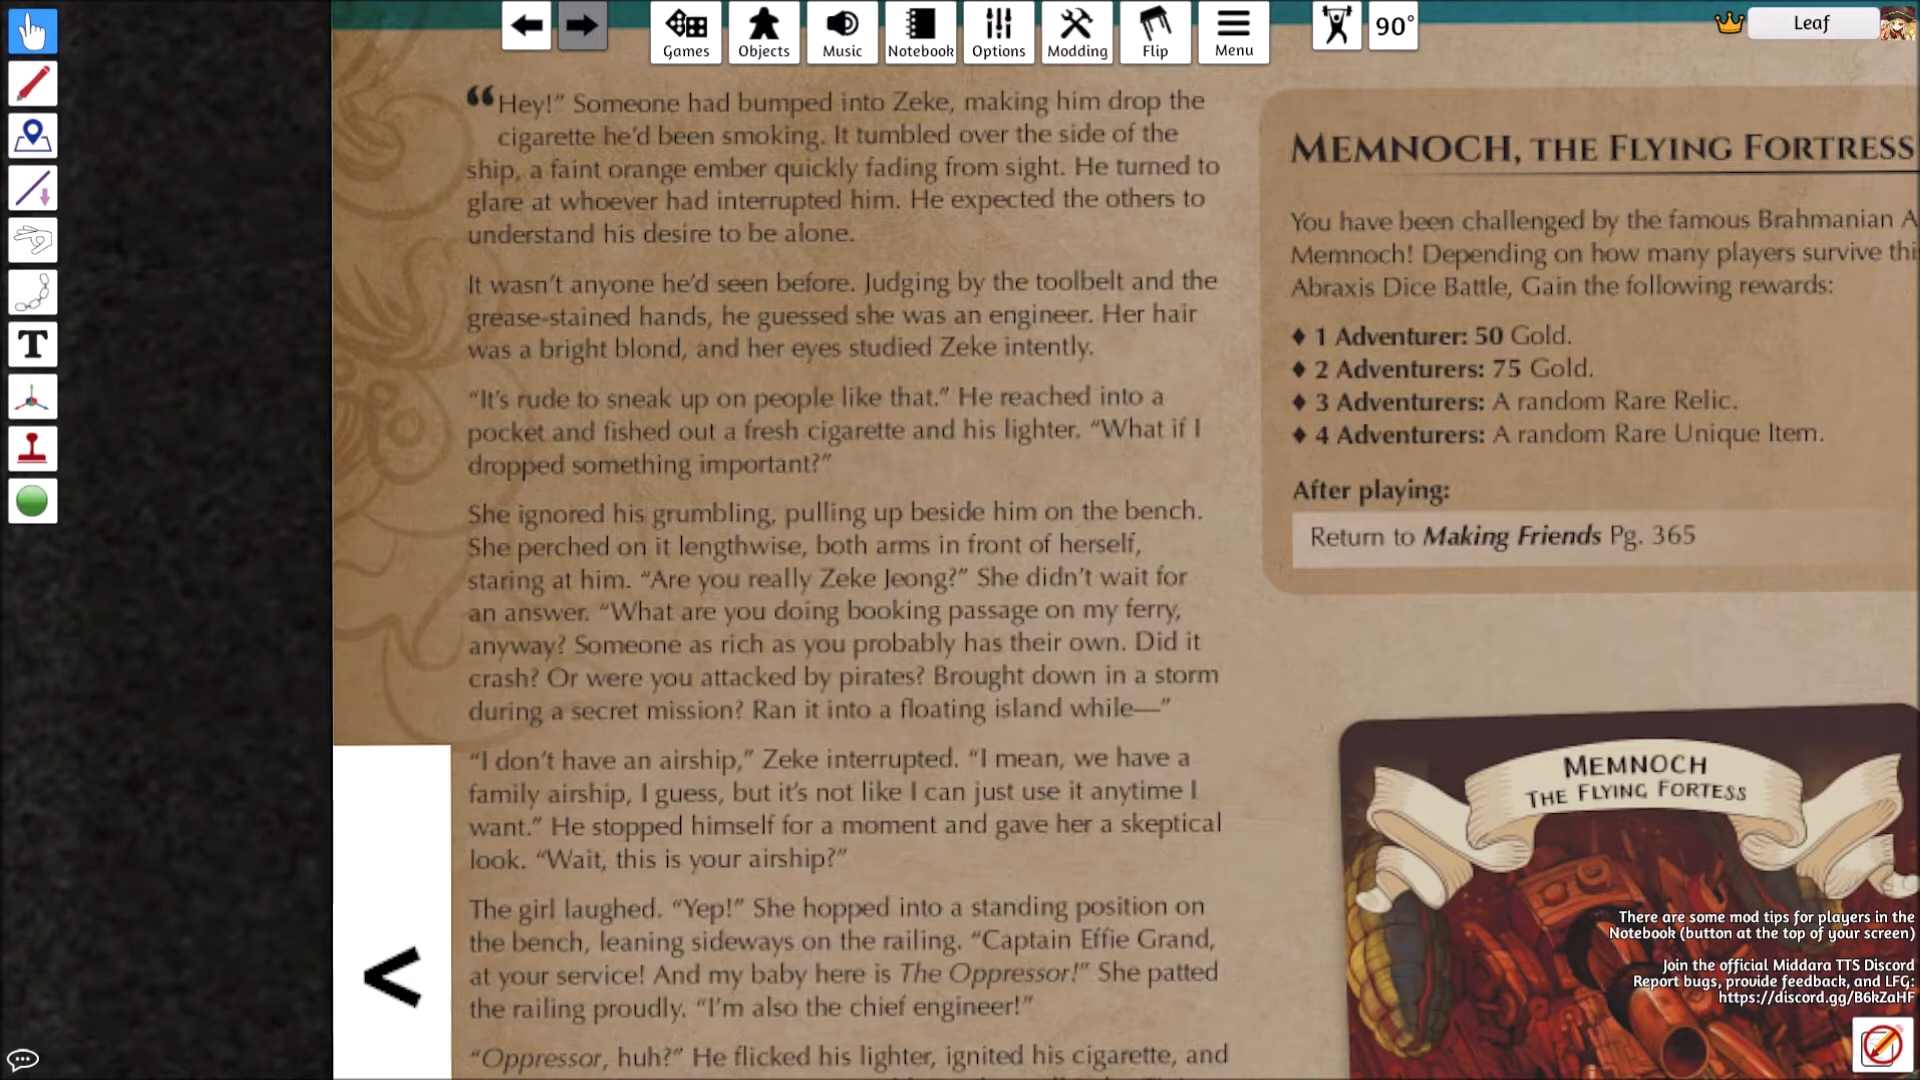 Games
Objects
Music
Notebook
Options
Modding
Flip
Menu
90°
Leaf
“Hey!” Someone had bumped into Zeke, making him drop the
cigarette he’d been smoking. It tumbled over the side of the
ship, a faint orange ember quickly fading from sight. He turned to
glare at whoever had interrupted him. He expected the others to
understand his desire to be alone.
It wasn’t anyone he’d seen before. Judging by the toolbelt and the
grease-stained hands, he guessed she was an engineer. Her hair
was a bright blond, and her eyes studied Zeke intently.
“It’s rude to sneak up on people like that.” He reached into a
pocket and fished out a fresh cigarette and his lighter. “What if I
dropped something important?”
She ignored his grumbling, pulling up beside him on the bench.
She perched on it lengthwise, both arms in front of herself,
staring at him. “Are you really Zeke Jeong?” She didn’t wait for
an answer. “What are you doing booking passage on my ferry,
anyway? Someone as rich as you probably has their own. Did it
crash? Or were you attacked by pirates? Brought down in a storm
during a secret mission? Ran it into a floating island while—”
“I don’t have an airship,” Zeke interrupted. “I mean, we have a
family airship, I guess, but it’s not like I can just use it anytime I
want.” He stopped himself for a moment and gave her a skeptical
look. “Wait, this is your airship?”
The girl laughed. “Yep!” She hopped into a standing position on
the bench, leaning sideways on the railing. “Captain Effie Grand,
at your service! And my baby here is The Oppressor!” She patted
the railing proudly. “I’m also the chief engineer!”
“Oppressor, huh?” He flicked his lighter, ignited his cigarette, and
MEMNOCH, THE FLYING FORTRESS
You have been challenged by the famous Brahmanian A
Memnoch! Depending on how many players survive thi
Abraxis Dice Battle, Gain the following rewards:
♦ 1 Adventurer: 50 Gold.
♦ 2 Adventurers: 75 Gold.
♦ 3 Adventurers: A random Rare Relic.
♦ 4 Adventurers: A random Rare Unique Item.
After playing:
Return to Making Friends Pg. 365
MEMNOCH
THE FLYING FORTESS
There are some mod tips for players in the
Notebook (button at the top of your screen)
Join the official Middara TTS Discord
Report bugs, provide feedback, and LFG:
https://discord.gg/B6kZaHF
<